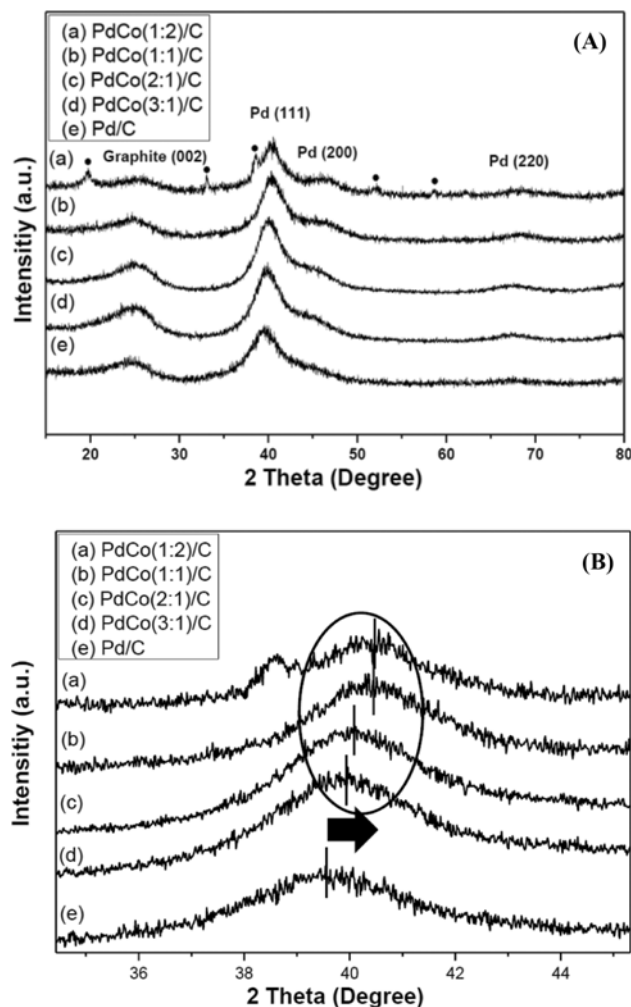 (A)
(a) PdCo(1:2)/C
(b) PdCo(1:1)/C
(c) PdCo(2:1)/C
(d) PdCo(3:1)/C
(e) Pd/C
Pd (111)
Graphite (002)
Pd (200)
Pd (220)
(a)
(b)
(c)
(d)
(e)
Intensitiy (a.u.)
20 30 40 50 60 70 80
2 Theta (Degree)
(B)
(a) PdCo(1:2)/C
(b) PdCo(1:1)/C
(c) PdCo(2:1)/C
(d) PdCo(3:1)/C
(e) Pd/C
(a)
(b)
(c)
(d)
(e)
Intensitiy (a.u.)
36 38 40 42 44
2 Theta (Degree)